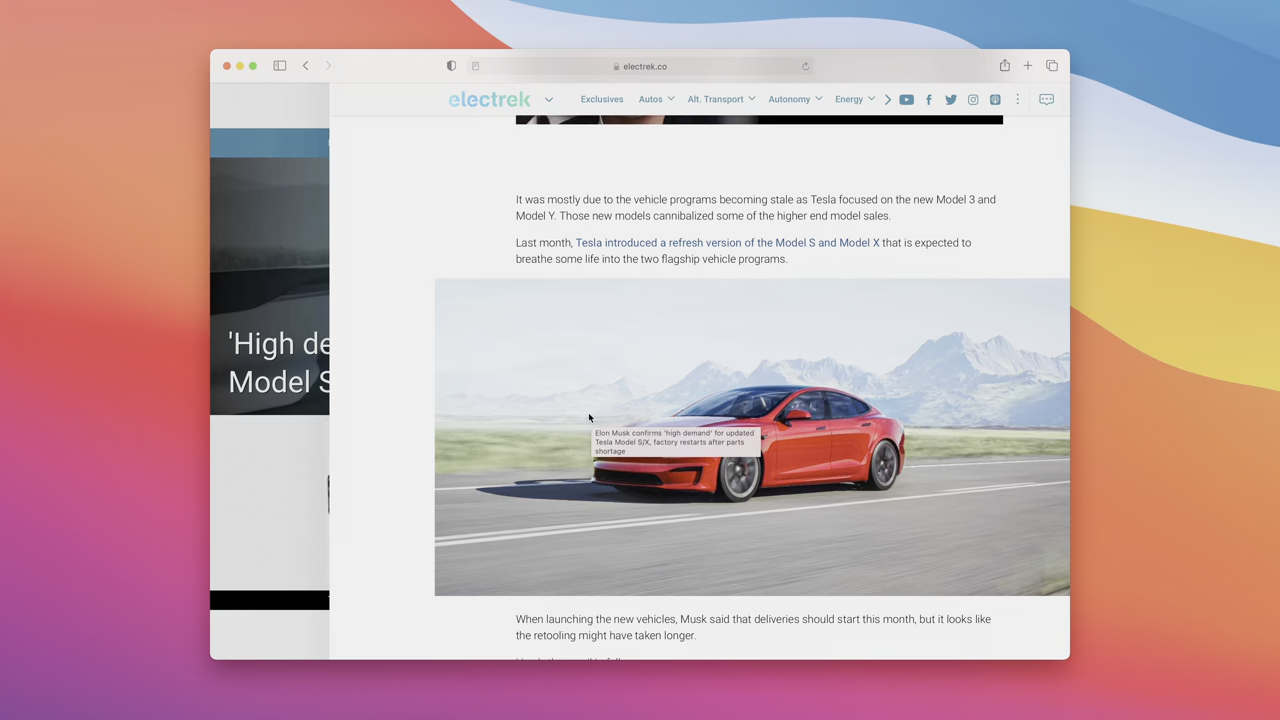 electrek.co
electrek
Exclusives Autos Alt. Transport Autonomy Energy
It was mostly due to the vehicle programs becoming stale as Tesla focused on the new Model 3 and
Model Y. Those new models cannibalized some of the higher end model sales.
Last month, Tesla introduced a refresh version of the Model S and Model X that is expected to
breathe some life into the two flagship vehicle programs.
'High de
Model S
Elon Musk confirms 'high demand' for updated
Tesla Model S/X, factory restarts after parts
shortage
When launching the new vehicles, Musk said that deliveries should start this month, but it looks like
the retooling might have taken longer.